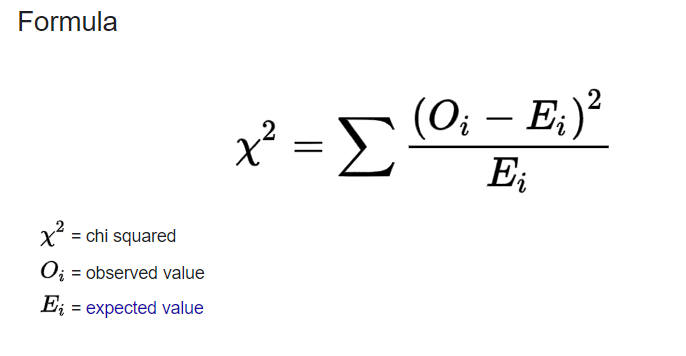 Formula
χ² = ∑ (Oᵢ − Eᵢ)² / Eᵢ
χ² = chi squared
Oᵢ = observed value
Eᵢ = expected value